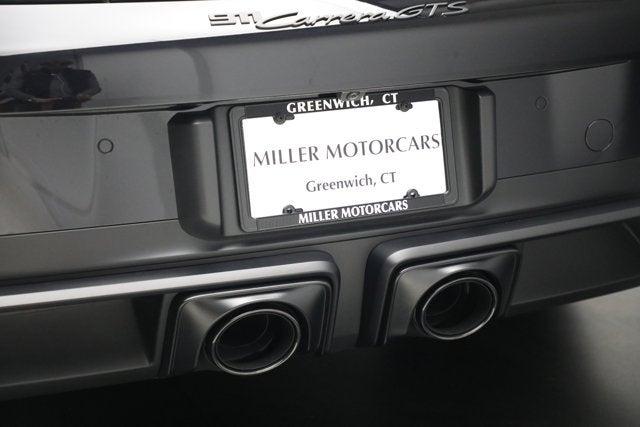 911 Carrera GTS
GREENWICH, CT
MILLER MOTORCARS
Greenwich, CT
MILLER MOTORCARS